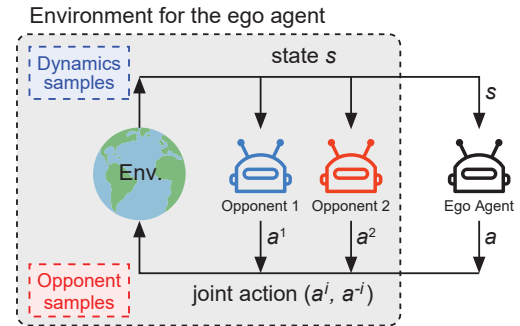 Environment for the ego agent
Dynamics
samples
state s
s
Env.
Opponent 1
Opponent 2
Ego Agent
a¹
a²
a
Opponent
samples
joint action (aⁱ, a⁻ⁱ)